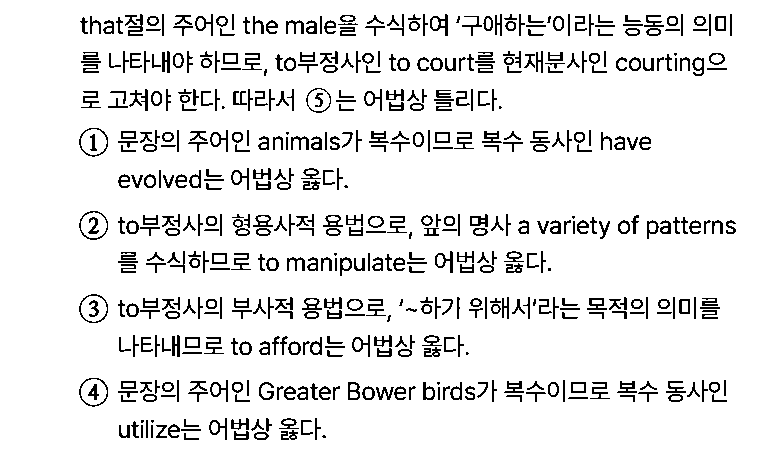 that절의 주어인 the male을 수식하여 ‘구애하는’이라는 능동의 의미
를 나타내야 하므로, to부정사인 to court를 현재분사인 courting으
로 고쳐야 한다. 따라서 ⑤는 어법상 틀리다.
① 문장의 주어인 animals가 복수이므로 복수 동사인 have
evolved는 어법상 옳다.
② to부정사의 형용사적 용법으로, 앞의 명사 a variety of patterns
를 수식하므로 to manipulate는 어법상 옳다.
③ to부정사의 부사적 용법으로, ‘~하기 위해서’라는 목적의 의미를
나타내므로 to afford는 어법상 옳다.
④ 문장의 주어인 Greater Bower birds가 복수이므로 복수 동사인
utilize는 어법상 옳다.